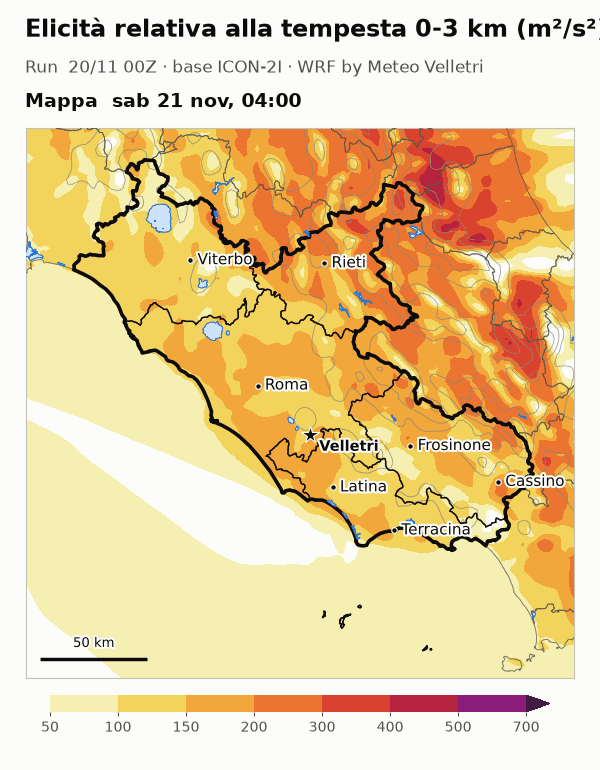 Elicità relativa alla tempesta 0-3 km (m²/s²)
Run  20/11 00Z · base ICON-2I · WRF by Meteo Velletri
Mappa  sab 21 nov, 04:00
Viterbo
Rieti
Roma
Velletri
Frosinone
Cassino
Latina
Terracina
50 km
50 100 150 200 300 400 500 700